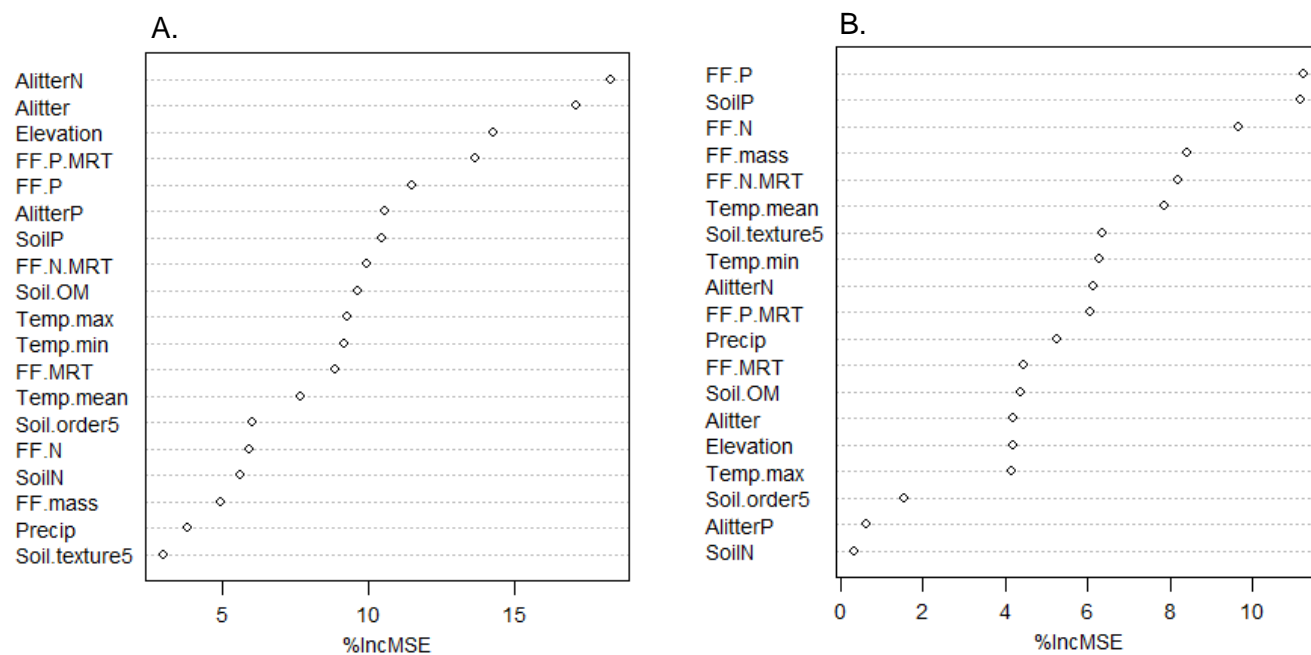 A.
AlitterN
Alitter
Elevation
FF.P.MRT
FF.P
AlitterP
SoilP
FF.N.MRT
Soil.OM
Temp.max
Temp.min
FF.MRT
Temp.mean
Soil.order5
FF.N
SoilN
FF.mass
Precip
Soil.texture5
5 10 15
%IncMSE
B.
FF.P
SoilP
FF.N
FF.mass
FF.N.MRT
Temp.mean
Soil.texture5
Temp.min
AlitterN
FF.P.MRT
Precip
FF.MRT
Soil.OM
Alitter
Elevation
Temp.max
Soil.order5
AlitterP
SoilN
0 2 4 6 8 10
%IncMSE